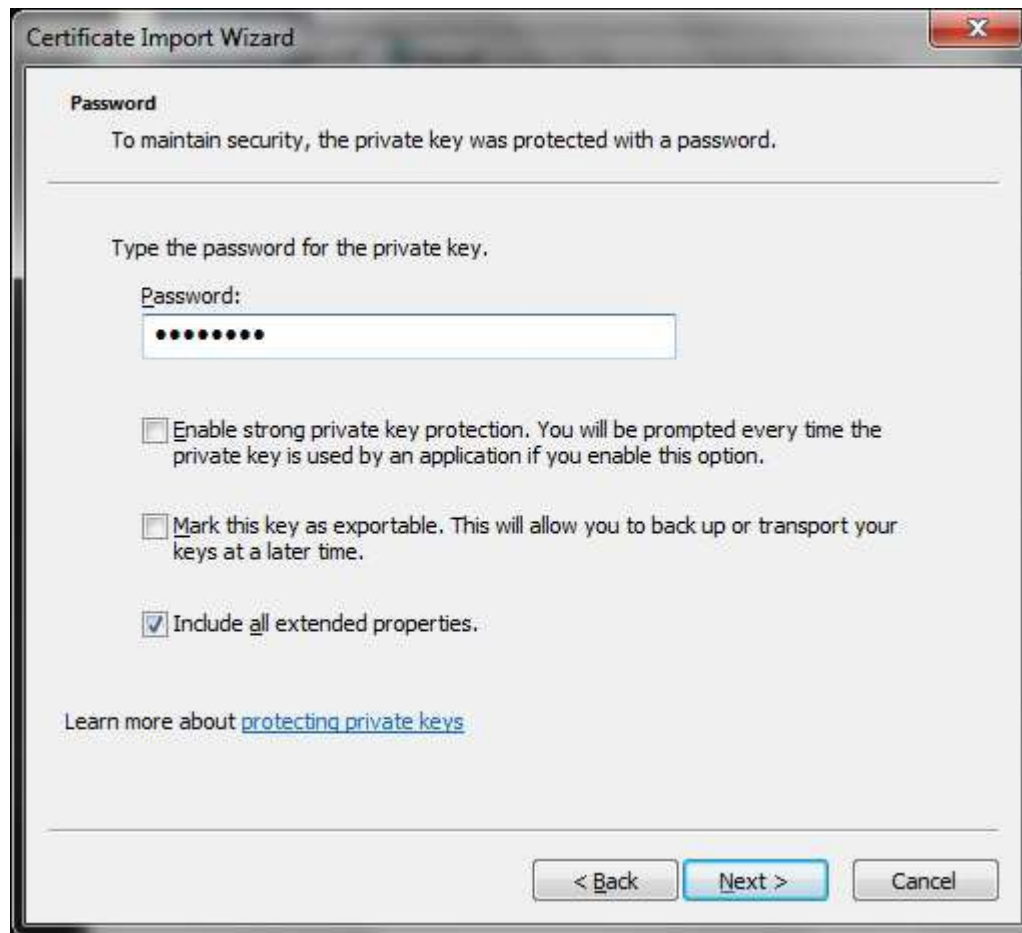 Certificate Import Wizard
Password
To maintain security, the private key was protected with a password.
Type the password for the private key.
Password:
••••••••
Enable strong private key protection. You will be prompted every time the
private key is used by an application if you enable this option.
Mark this key as exportable. This will allow you to back up or transport your
keys at a later time.
Include all extended properties.
Learn more about protecting private keys
< Back Next > Cancel